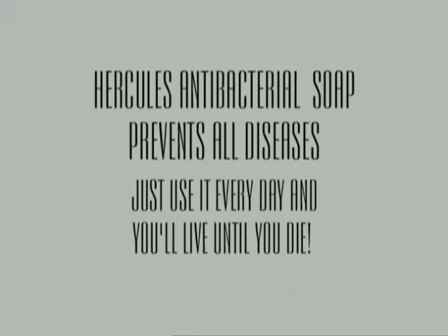 HERCULES ANTIBACTERIAL SOAP
PREVENTS ALL DISEASES
JUST USE IT EVERY DAY AND
YOU'LL LIVE UNTIL YOU DIE!